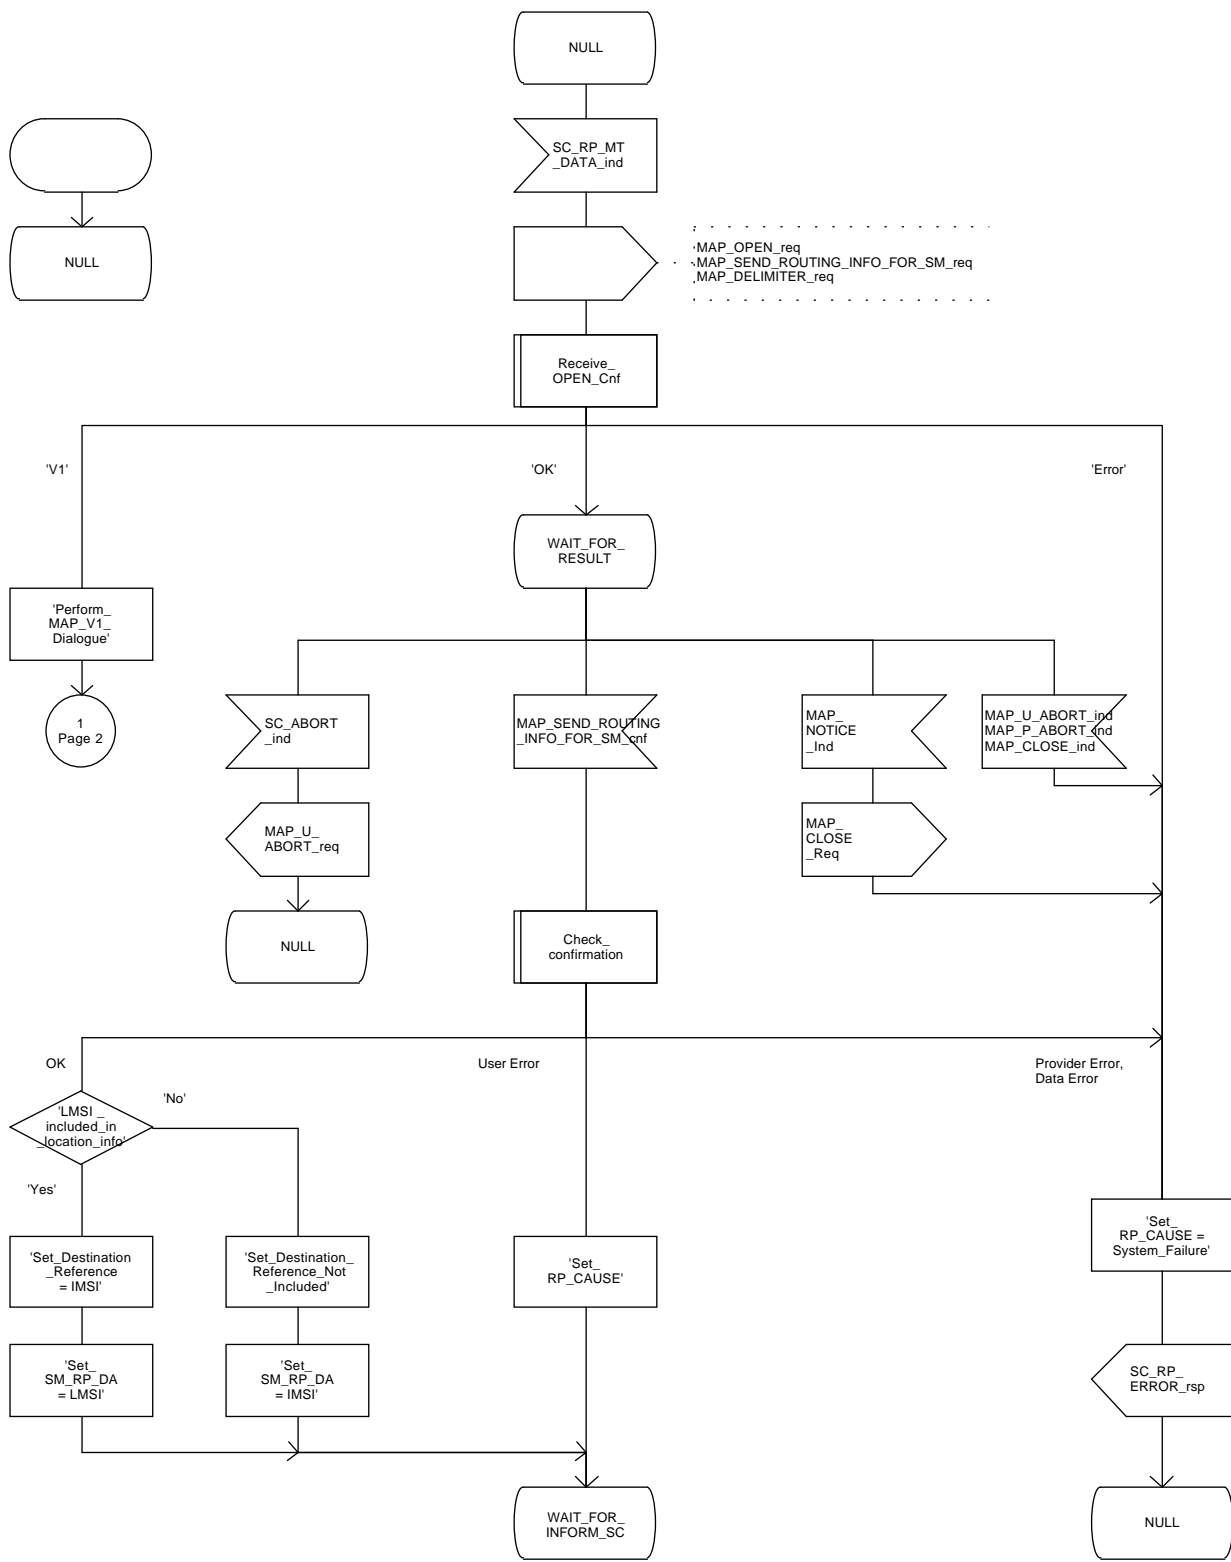 NULL
SC_RP_MT
_DATA_ind
NULL
MAP_OPEN_req
MAP_SEND_ROUTING_INFO_FOR_SM_req
MAP_DELIMITER_req
Receive_
OPEN_Cnf
'V1'
'OK'
'Error'
WAIT_FOR_
RESULT
'Perform_
MAP_V1_
Dialogue'
1
Page 2
SC_ABORT
_ind
MAP_SEND_ROUTING
_INFO_FOR_SM_cnf
MAP_
NOTICE
_Ind
MAP_U_ABORT_ind
MAP_P_ABORT_ind
MAP_CLOSE_ind
MAP_U_
ABORT_req
MAP_
CLOSE
_Req
NULL
Check_
confirmation
OK
User Error
Provider Error,
Data Error
'LMSI _
included_in
_location_info'
'No'
'Yes'
'Set_Destination
_Reference
= IMSI'
'Set_Destination_
Reference_Not
_Included'
'Set_
RP_CAUSE'
'Set_
RP_CAUSE =
System_Failure'
'Set_
SM_RP_DA
= LMSI'
'Set_
SM_RP_DA
= IMSI'
SC_RP_
ERROR_rsp
WAIT_FOR_
INFORM_SC
NULL